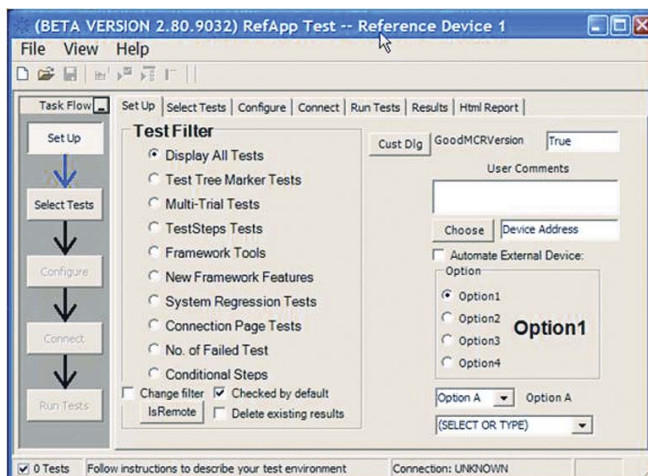 (BETA VERSION 2.80.9032) RefApp Test -- Reference Device 1
File View Help
Task Flow
Set Up
Select Tests
Configure
Connect
Run Tests
Set Up Select Tests Configure Connect Run Tests Results Html Report
Test Filter
Display All Tests
Test Tree Marker Tests
Multi-Trial Tests
TestSteps Tests
Framework Tools
New Framework Features
System Regression Tests
Connection Page Tests
No. of Failed Test
Conditional Steps
Change filter Checked by default
IsRemote Delete existing results
Cust Dlg GoodMCRVersion True
User Comments
Choose Device Address
Automate External Device:
Option
Option1
Option2
Option3
Option4
Option1
Option A Option A
(SELECT OR TYPE)
0 Tests Follow instructions to describe your test environment Connection: UNKNOWN